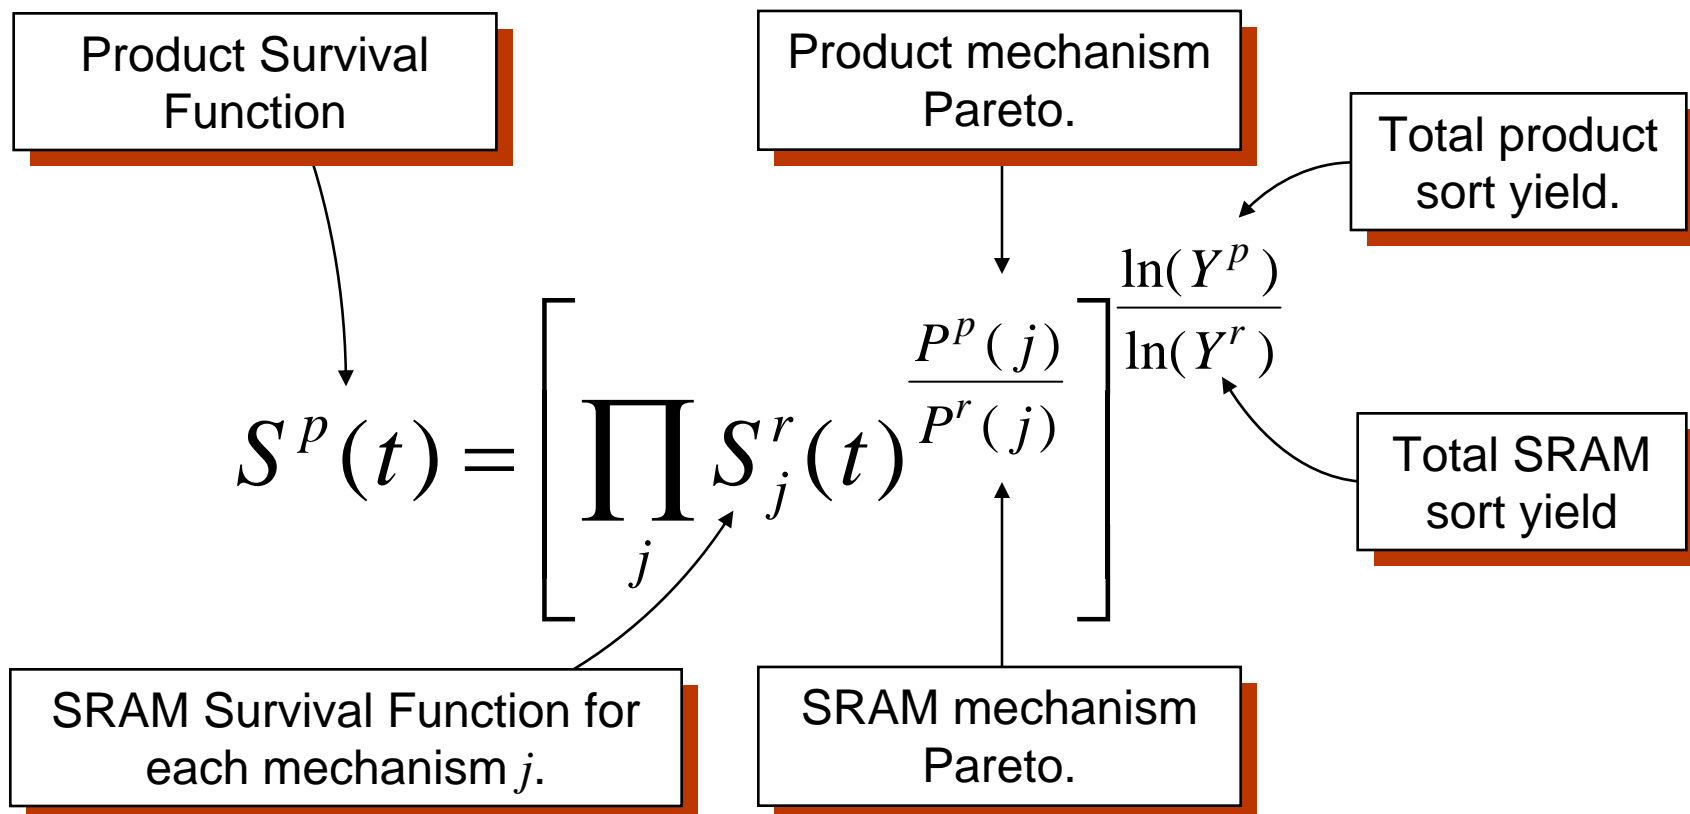 Product Survival
Function
Product mechanism
Pareto.
Total product
sort yield.
S^p(t) = [∏_j S_j^r(t)^{P^p(j)/P^r(j)}]^{ln(Y^p)/ln(Y^r)}
Total SRAM
sort yield
SRAM Survival Function for
each mechanism j.
SRAM mechanism
Pareto.